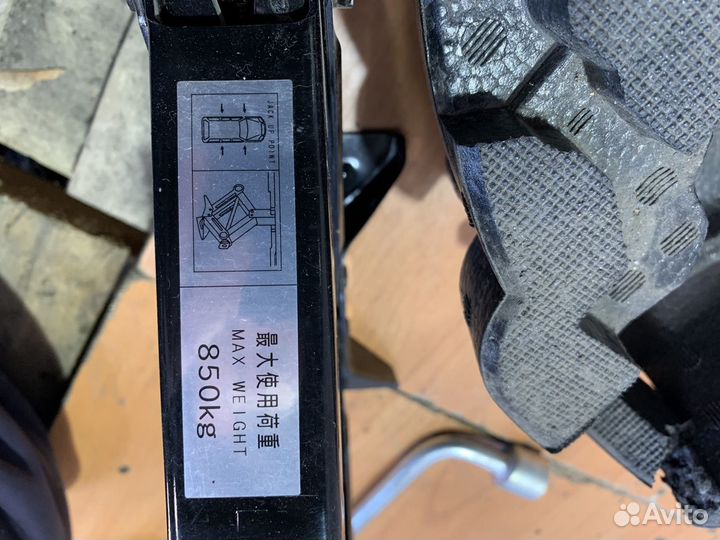 JACK UP POINT
最大使用荷重
MAX WEIGHT
850kg
Avito